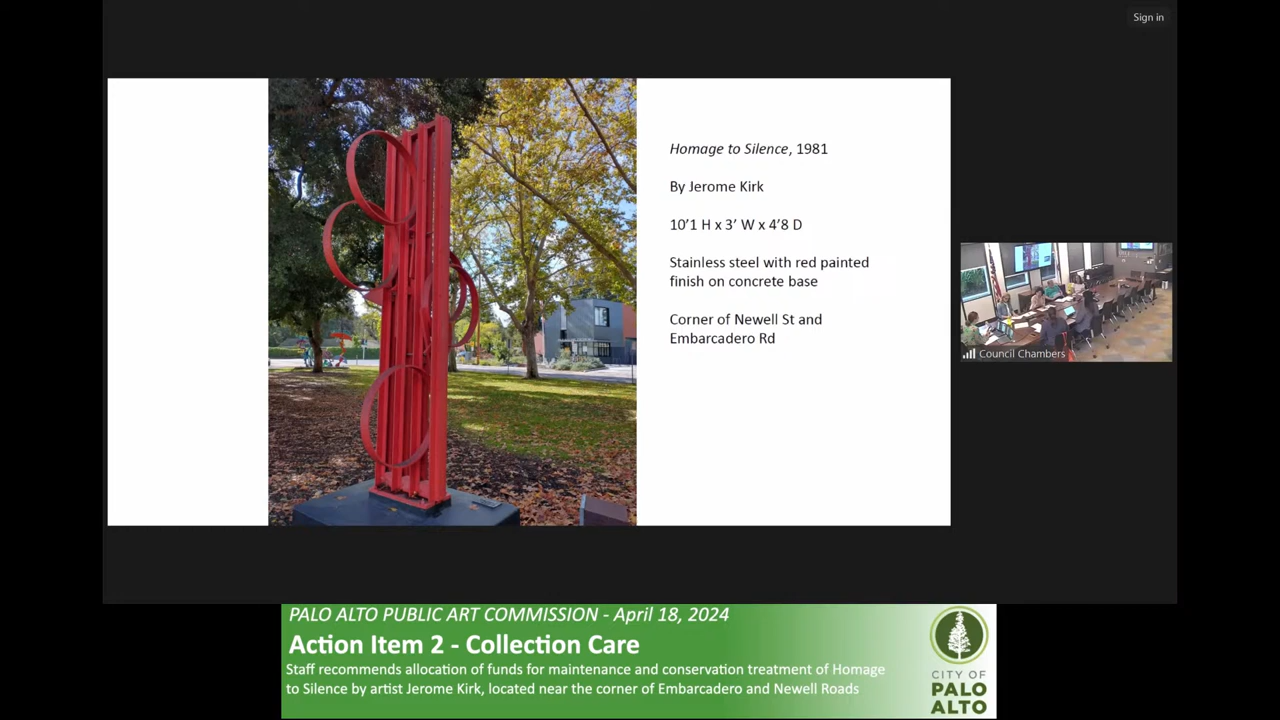 Sign in
Homage to Silence, 1981
By Jerome Kirk
10’1 H x 3’ W x 4’8 D
Stainless steel with red painted
finish on concrete base
Corner of Newell St and
Embarcadero Rd
Council Chambers
PALO ALTO PUBLIC ART COMMISSION - April 18, 2024
Action Item 2 - Collection Care
Staff recommends allocation of funds for maintenance and conservation treatment of Homage
to Silence by artist Jerome Kirk, located near the corner of Embarcadero and Newell Roads
CITY OF
PALO
ALTO